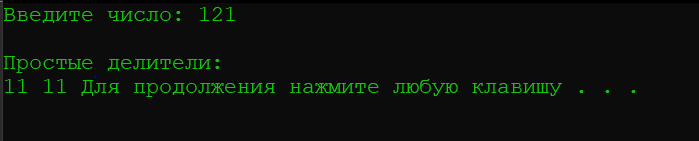 Введите число: 121
Простые делители:
11 11 Для продолжения нажмите любую клавишу . . .